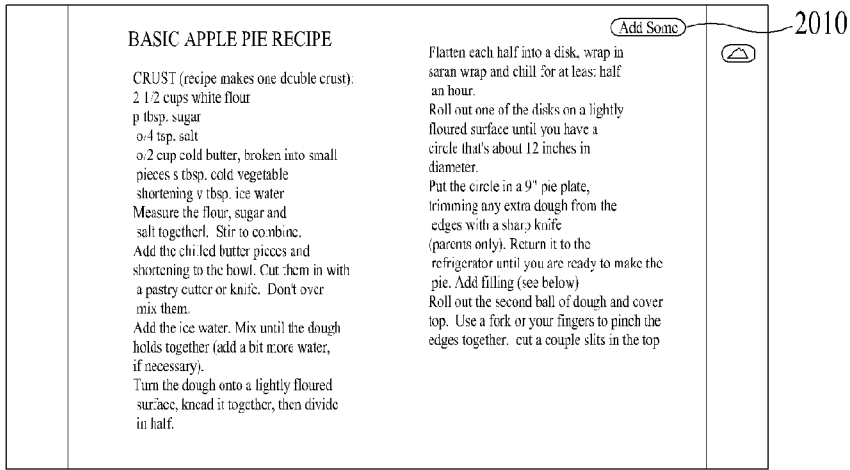 BASIC APPLE PIE RECIPE
CRUST (recipe makes one double crust):
2 1/2 cups white flour
p tbsp. sugar
o/4 tsp. salt
o/2 cup cold butter, broken into small
pieces s tbsp. cold vegetable
shortening v tbsp. ice water
Measure the flour, sugar and
salt togetherl. Stir to combine.
Add the chilled butter pieces and
shortening to the bowl. Cut them in with
a pastry cutter or knife. Don't over
mix them.
Add the ice water. Mix until the dough
holds together (add a bit more water,
if necessary).
Turn the dough onto a lightly floured
surface, knead it together, then divide
in half.
Add Some
2010
Flatten each half into a disk, wrap in
saran wrap and chill for at least half
an hour.
Roll out one of the disks on a lightly
floured surface until you have a
circle that's about 12 inches in
diameter.
Put the circle in a 9" pie plate,
trimming any extra dough from the
edges with a sharp knife
(parents only). Return it to the
refrigerator until you are ready to make the
pie. Add filling (see below)
Roll out the second ball of dough and cover
top. Use a fork or your fingers to pinch the
edges together. cut a couple slits in the top